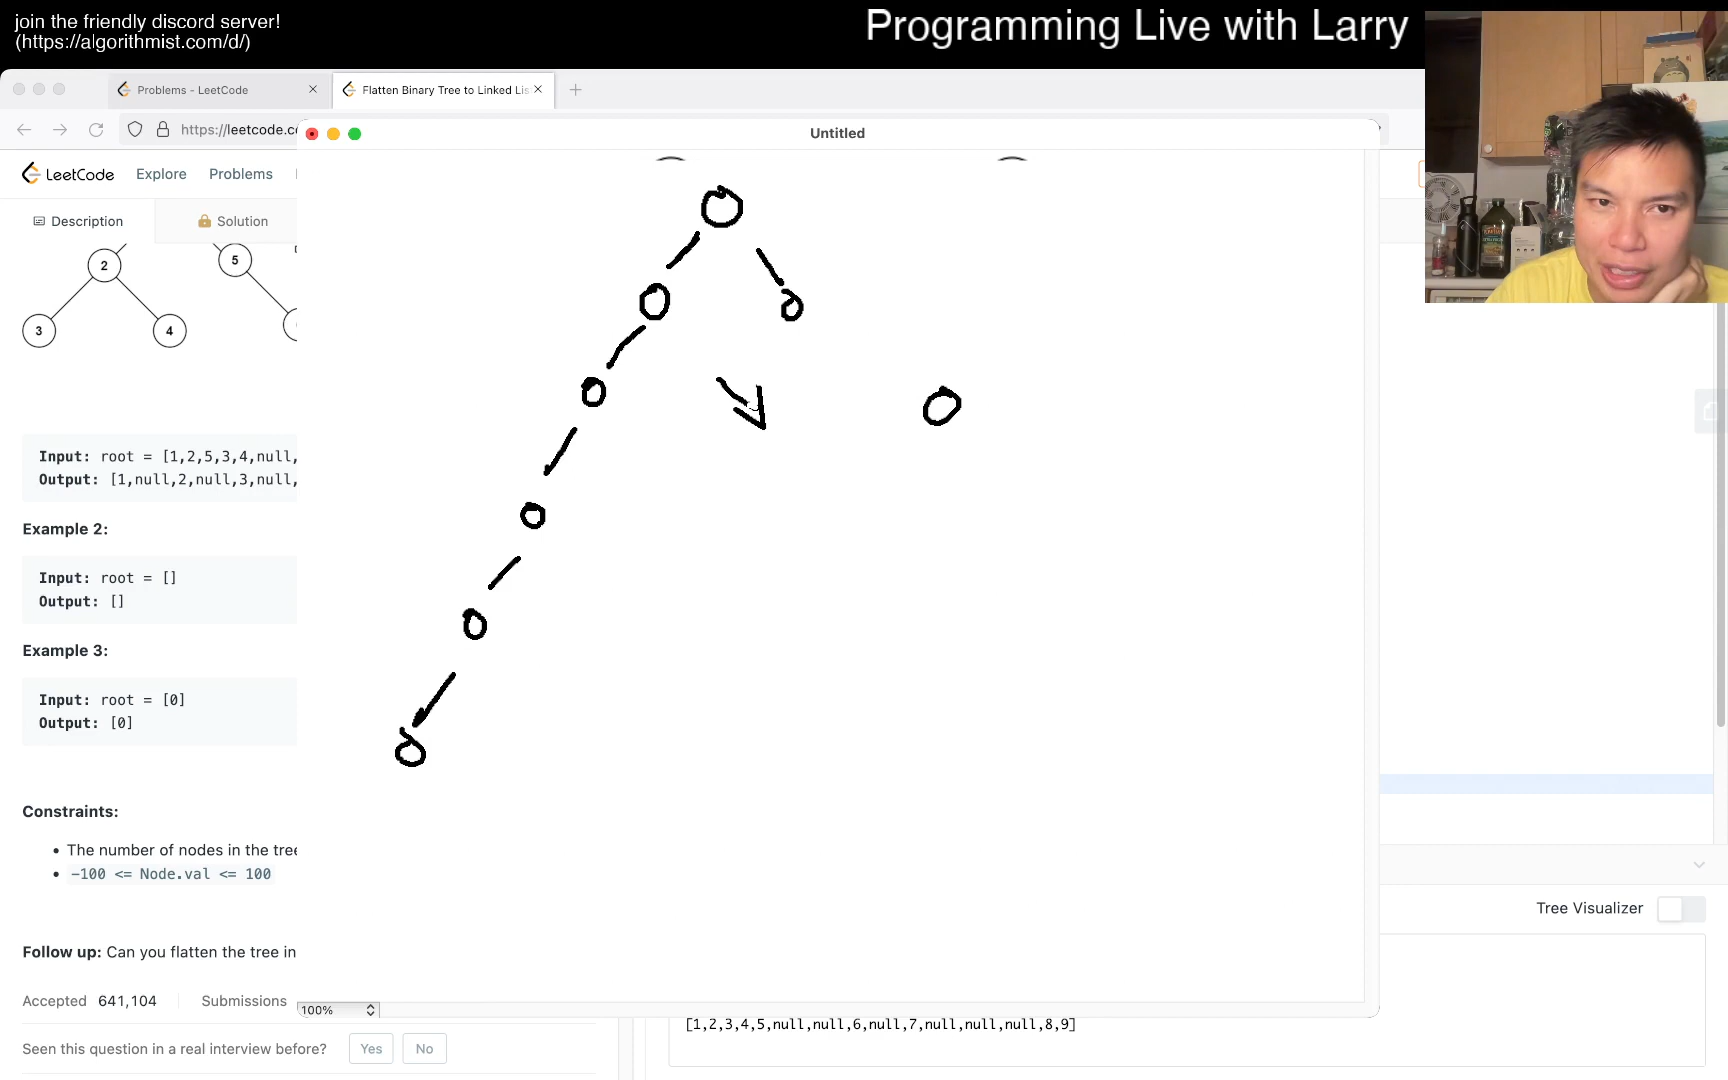 join the friendly discord server!
(https://algorithmist.com/d/)
Programming Live with Larry
Problems - LeetCode
Flatten Binary Tree to Linked Lis
https://leetcode.c
Untitled
LeetCode
Explore
Problems
Description
Solution
2
5
3
4
Input: root = [1,2,5,3,4,null,
Output: [1,null,2,null,3,null,
Example 2:
Input: root = []
Output: []
Example 3:
Input: root = [0]
Output: [0]
Constraints:
• The number of nodes in the tree
• -100 <= Node.val <= 100
Tree Visualizer
Follow up: Can you flatten the tree in
Accepted 641,104
Submissions
100%
[1,2,3,4,5,null,null,6,null,7,null,null,null,8,9]
Seen this question in a real interview before?
Yes
No